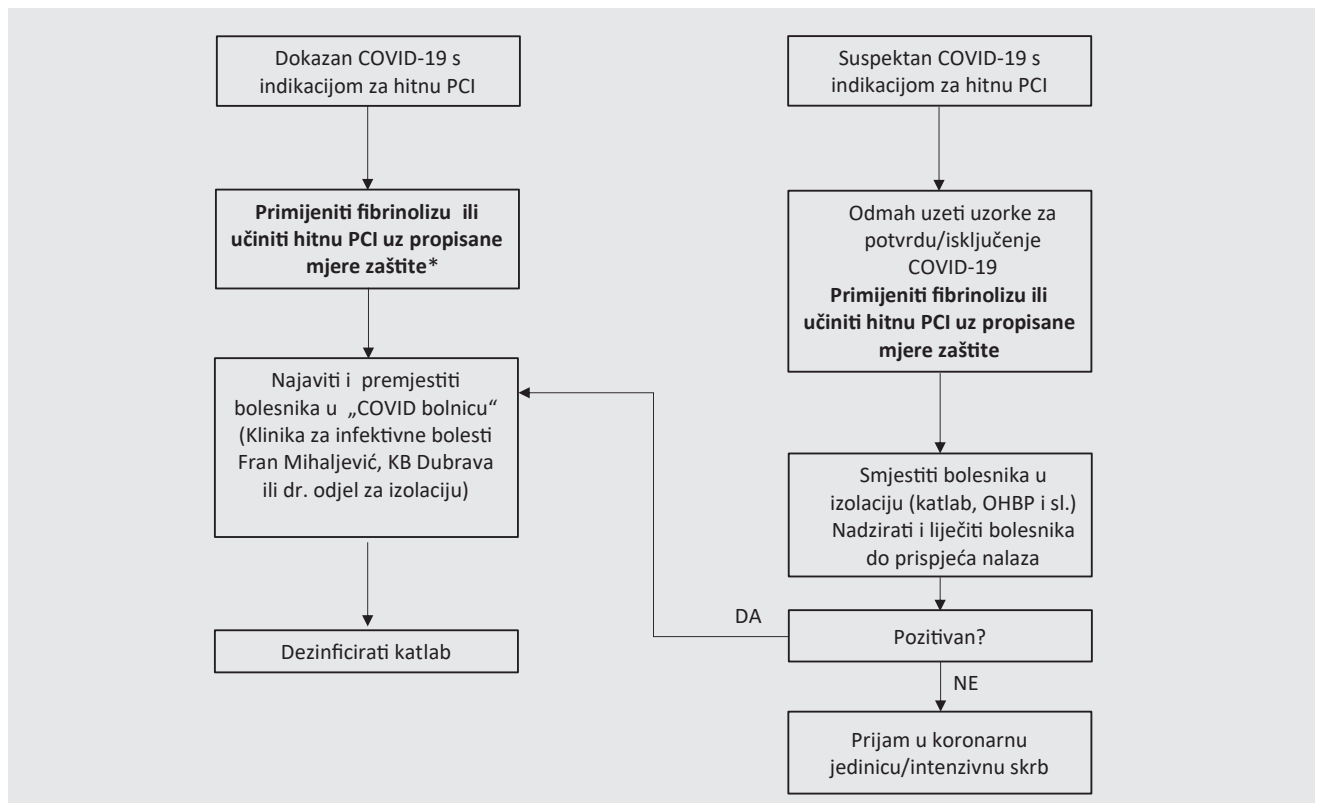 Dokazan COVID-19 s
indikacijom za hitnu PCI
Primijeniti fibrinolizu ili
učiniti hitnu PCI uz propisane
mjere zaštite*
Najaviti i premjestiti
bolesnika u „COVID bolnicu“
(Klinika za infektivne bolesti
Fran Mihaljević, KB Dubrava
ili dr. odjel za izolaciju)
Dezinficirati katlab
Suspektan COVID-19 s
indikacijom za hitnu PCI
Odmah uzeti uzorke za
potvrdu/isključenje
COVID-19
Primijeniti fibrinolizu ili
učiniti hitnu PCI uz propisane
mjere zaštite
Smjestiti bolesnika u
izolaciju (katlab, OHBP i sl.)
Nadzirati i liječiti bolesnika
do prispjeća nalaza
DA
Pozitivan?
NE
Prijam u koronarnu
jedinicu/intenzivnu skrb